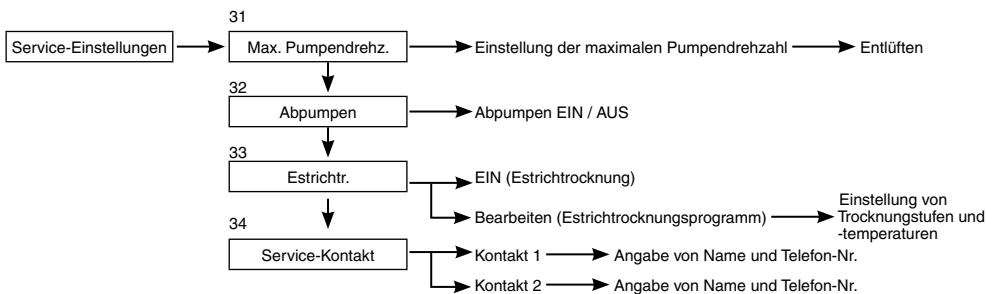 31
Service-Einstellungen
Max. Pumpendrehz.
Einstellung der maximalen Pumpendrehzahl
Entlüften
32
Abpumpen
Abpumpen EIN / AUS
33
Estrichtr.
EIN (Estrichtrocknung)
Bearbeiten (Estrichtrocknungsprogramm)
Einstellung von
Trocknungstufen und
-temperaturen
34
Service-Kontakt
Kontakt 1
Angabe von Name und Telefon-Nr.
Kontakt 2
Angabe von Name und Telefon-Nr.